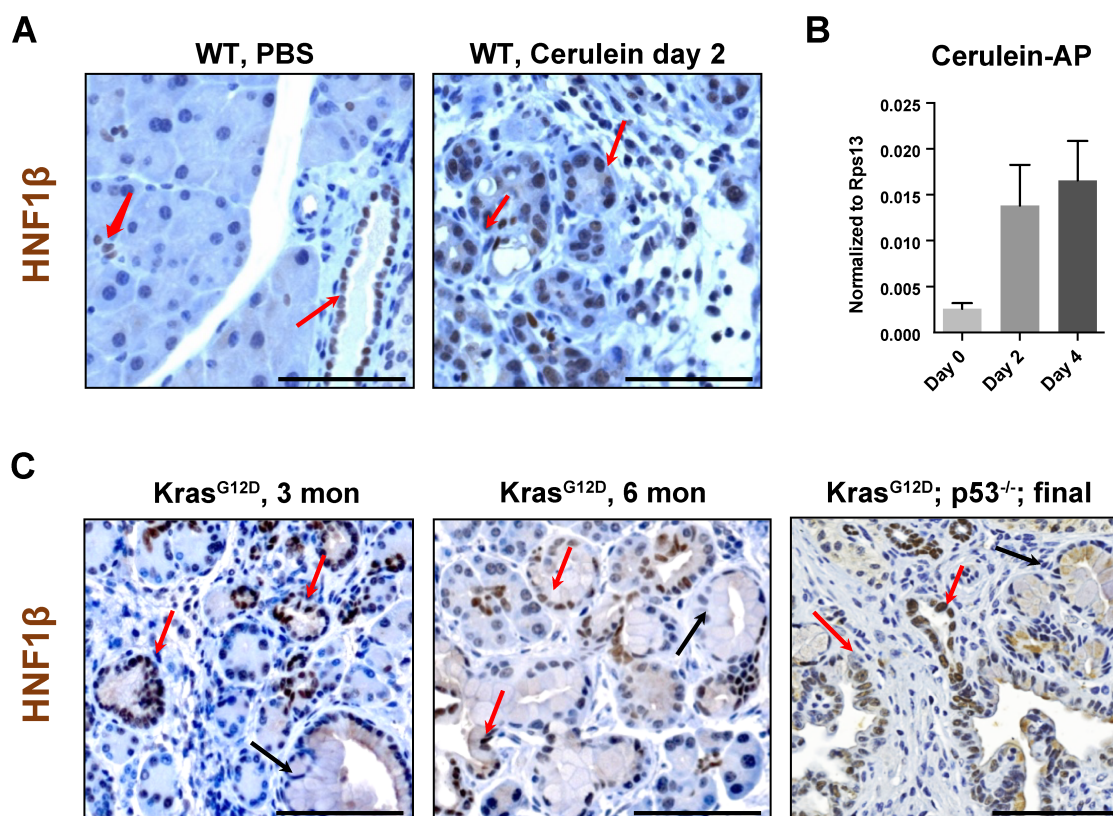 A
WT, PBS
WT, Cerulein day 2
HNF1β
B
Cerulein-AP
Normalized to Rps13
0.025
0.020
0.015
0.010
0.005
0.000
Day 0
Day 2
Day 4
C
KrasG12D, 3 mon
KrasG12D, 6 mon
KrasG12D; p53-/-; final
HNF1β